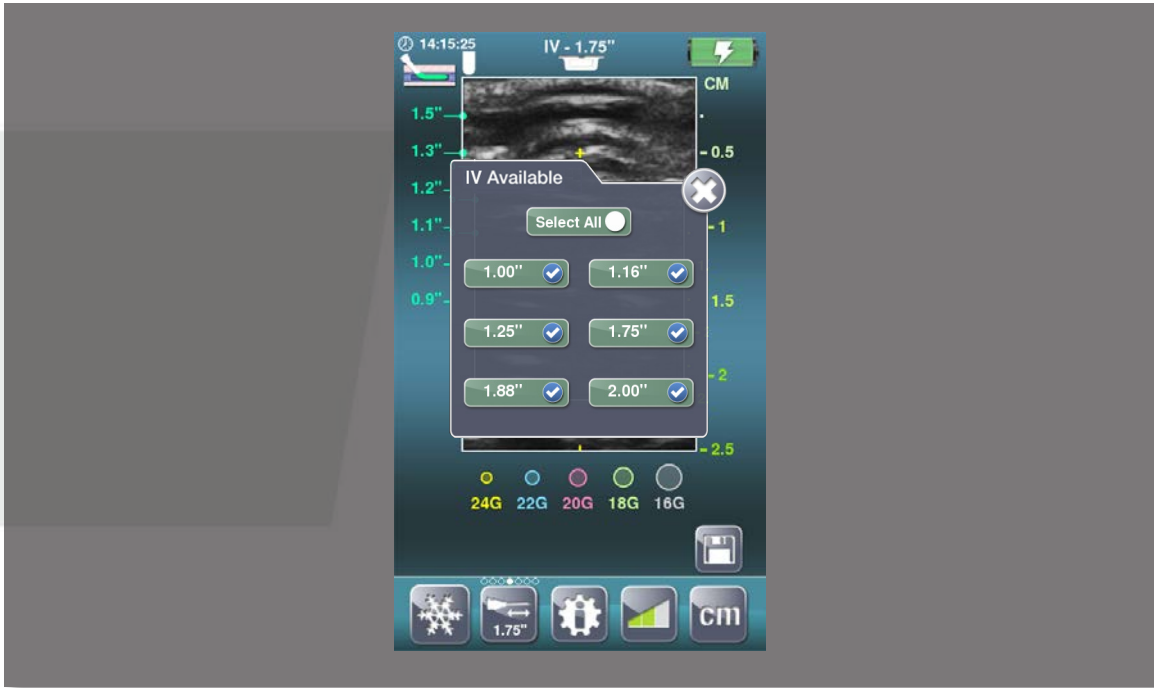 14:15:25
IV - 1.75"
CM
1.5"
1.3"
1.2"
1.1"
1.0"
0.9"
- 0.5
- 1
1.5
- 2
- 2.5
IV Available
Select All
1.00" 1.16"
1.25" 1.75"
1.88" 2.00"
24G 22G 20G 18G 16G
1.75"
cm